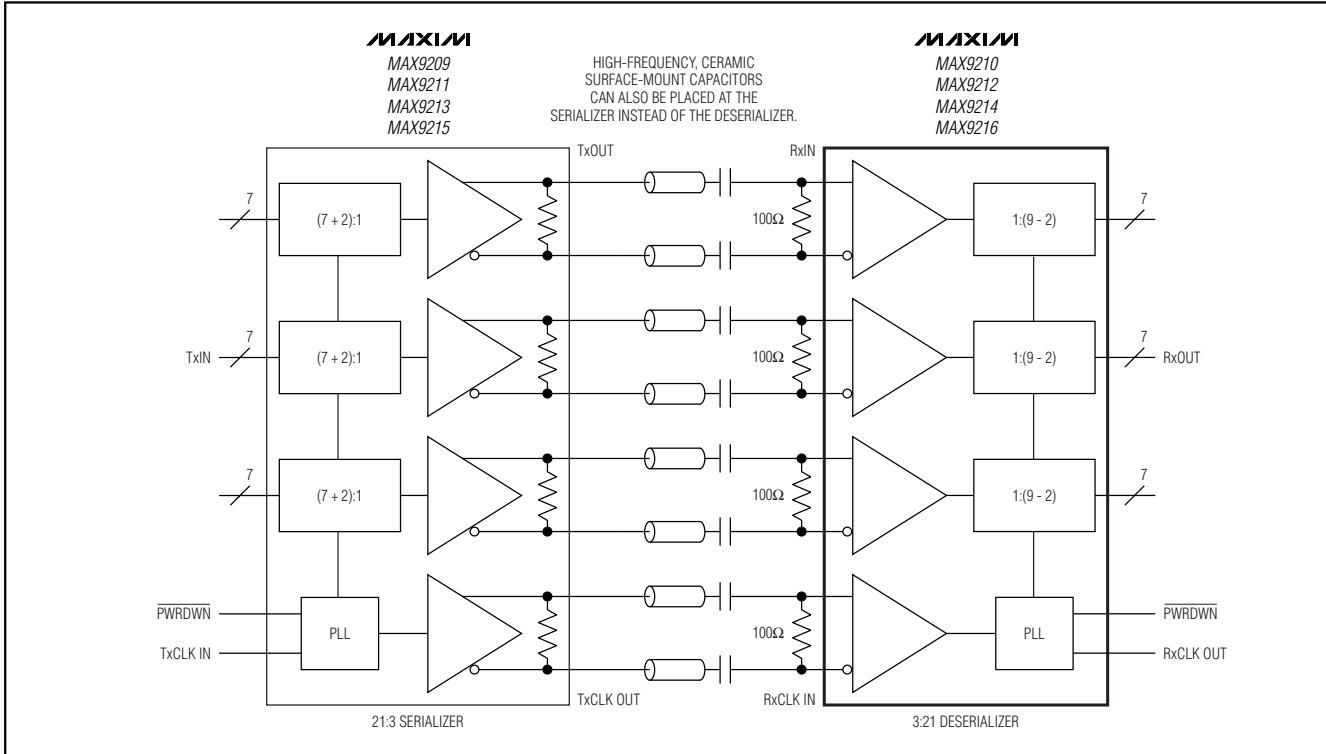 MAXIM
MAX9209
MAX9211
MAX9213
MAX9215
HIGH-FREQUENCY, CERAMIC
SURFACE-MOUNT CAPACITORS
CAN ALSO BE PLACED AT THE
SERIALIZER INSTEAD OF THE DESERIALIZER.
MAXIM
MAX9210
MAX9212
MAX9214
MAX9216
TxOUT
RxIN
7
(7 + 2):1
100Ω
1:(9 - 2)
7
TxIN
7
(7 + 2):1
100Ω
1:(9 - 2)
7
RxOUT
7
(7 + 2):1
100Ω
1:(9 - 2)
7
PWRDWN
TxCLK IN
PLL
100Ω
PLL
PWRDWN
RxCLK OUT
TxCLK OUT
RxCLK IN
21:3 SERIALIZER
3:21 DESERIALIZER